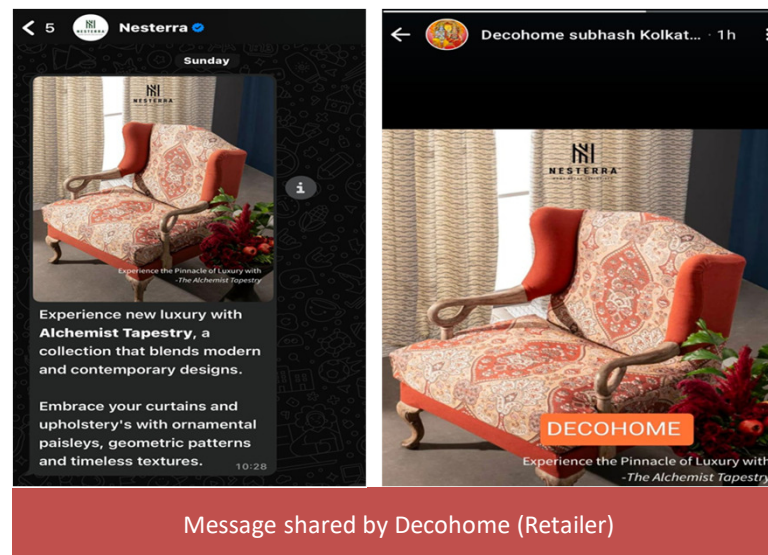 5
NESTERRA
Nesterra
Sunday
NESTERRA
Experience the Pinnacle of Luxury with
-The Alchemist Tapestry
Experience new luxury with
Alchemist Tapestry, a
collection that blends modern
and contemporary designs.
Embrace your curtains and
upholstery's with ornamental
paisleys, geometric patterns
and timeless textures.
10:28
Decohome subhash Kolkat... · 1h
NESTERRA
DECOHOME
Experience the Pinnacle of Luxury with
-The Alchemist Tapestry
Message shared by Decohome (Retailer)